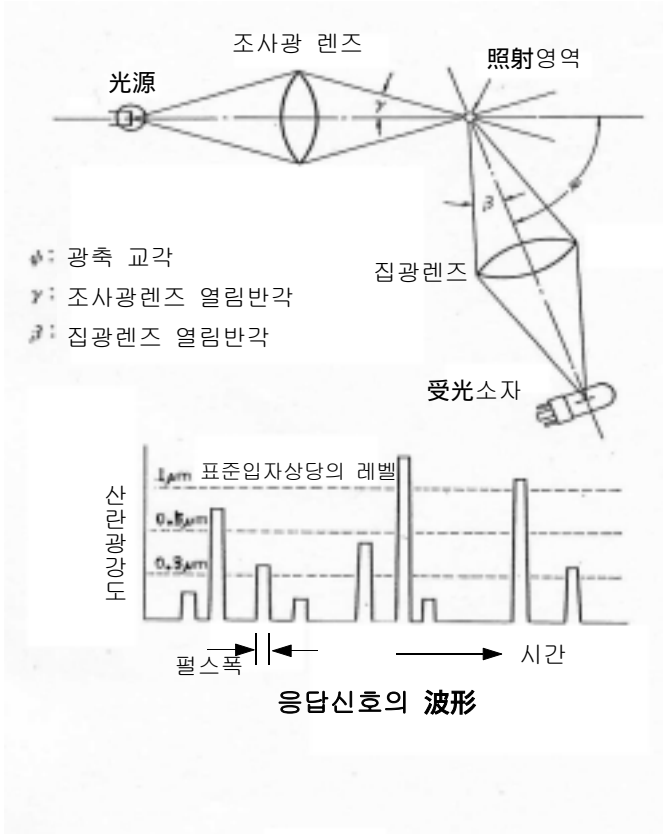 조사광 렌즈
照射영역
光源
γ
β
φ
φ: 광축 교각
γ: 조사광렌즈 열림반각
β: 집광렌즈 열림반각
집광렌즈
受光소자
1μm 표준입자상당의 레벨
0.5μm
0.3μm
산란광강도
펄스폭
시간
응답신호의 波形